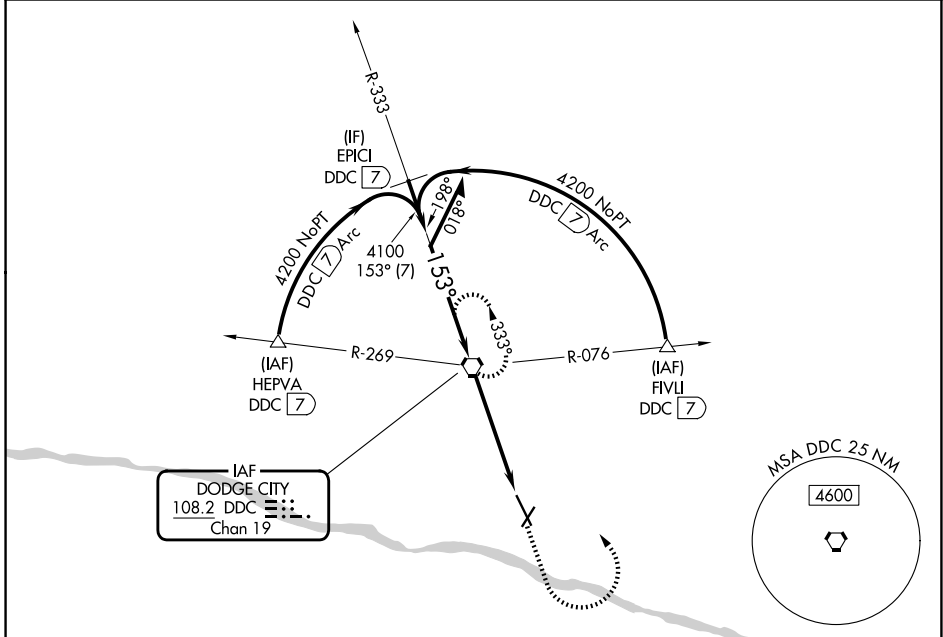 R-333
(IF)
EPICI
DDC 7
198°
018°
4200 NoPT
DDC 7 Arc
4200 NoPT
DDC 7 Arc
4100
153° (7)
153°
333°
R-269
R-076
(IAF)
HEPVA
DDC 7
(IAF)
FIVLI
DDC 7
IAF
DODGE CITY
108.2 DDC
Chan 19
MSA DDC 25 NM
4600